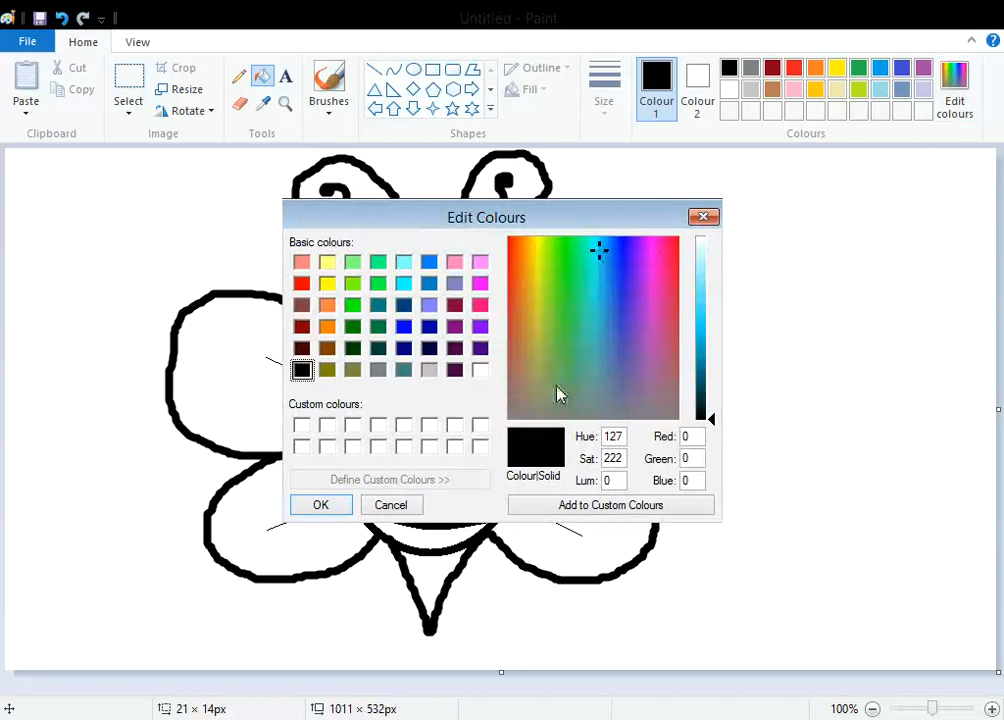 Untitled - Paint
File Home View
Paste
Cut
Copy
Clipboard
Select
Crop
Resize
Rotate
Image
A
Tools
Brushes
Shapes
Outline
Fill
Size
Colour 1
Colour 2
Edit colours
Colours
Edit Colours
Basic colours:
Custom colours:
Define Custom Colours >>
OK Cancel
Colour|Solid
Hue: 127 Red: 0
Sat: 222 Green: 0
Lum: 0 Blue: 0
Add to Custom Colours
21 × 14px 1011 × 532px 100%